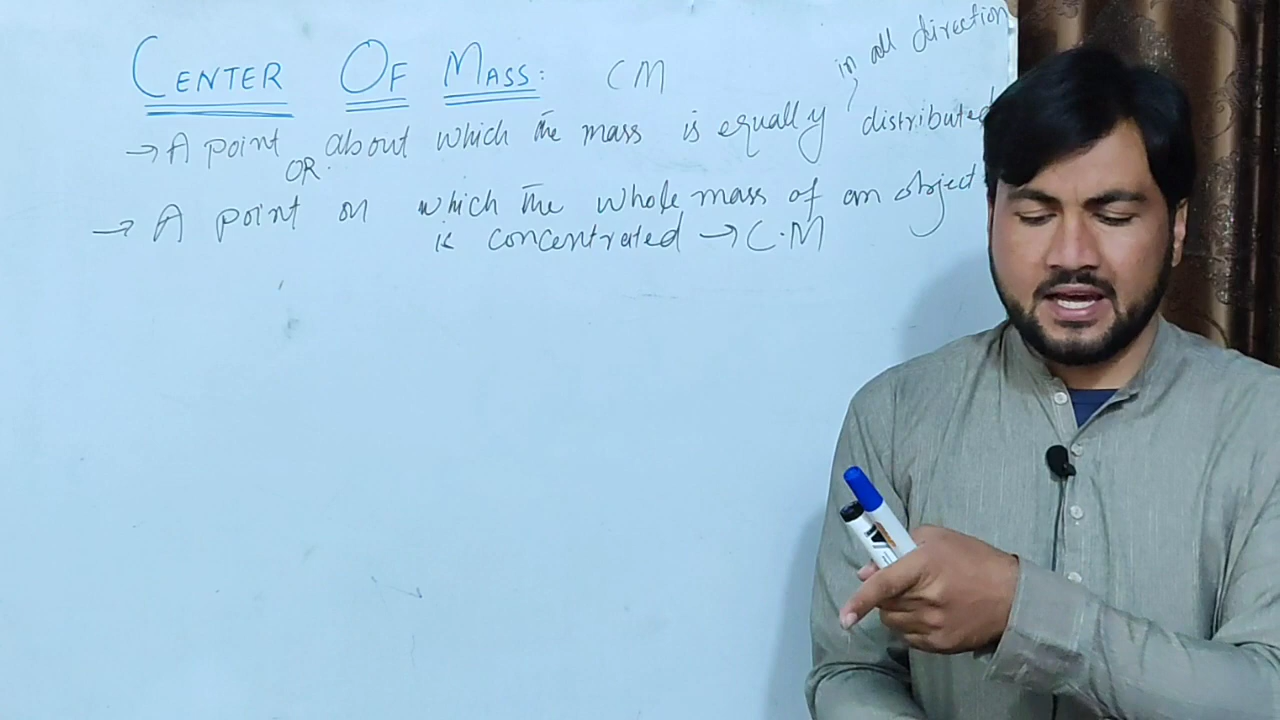 CENTER OF MASS: CM
in all direction
→ A point about which the mass is equally distributed
OR
→ A point on which the whole mass of an object
is concentrated → C.M